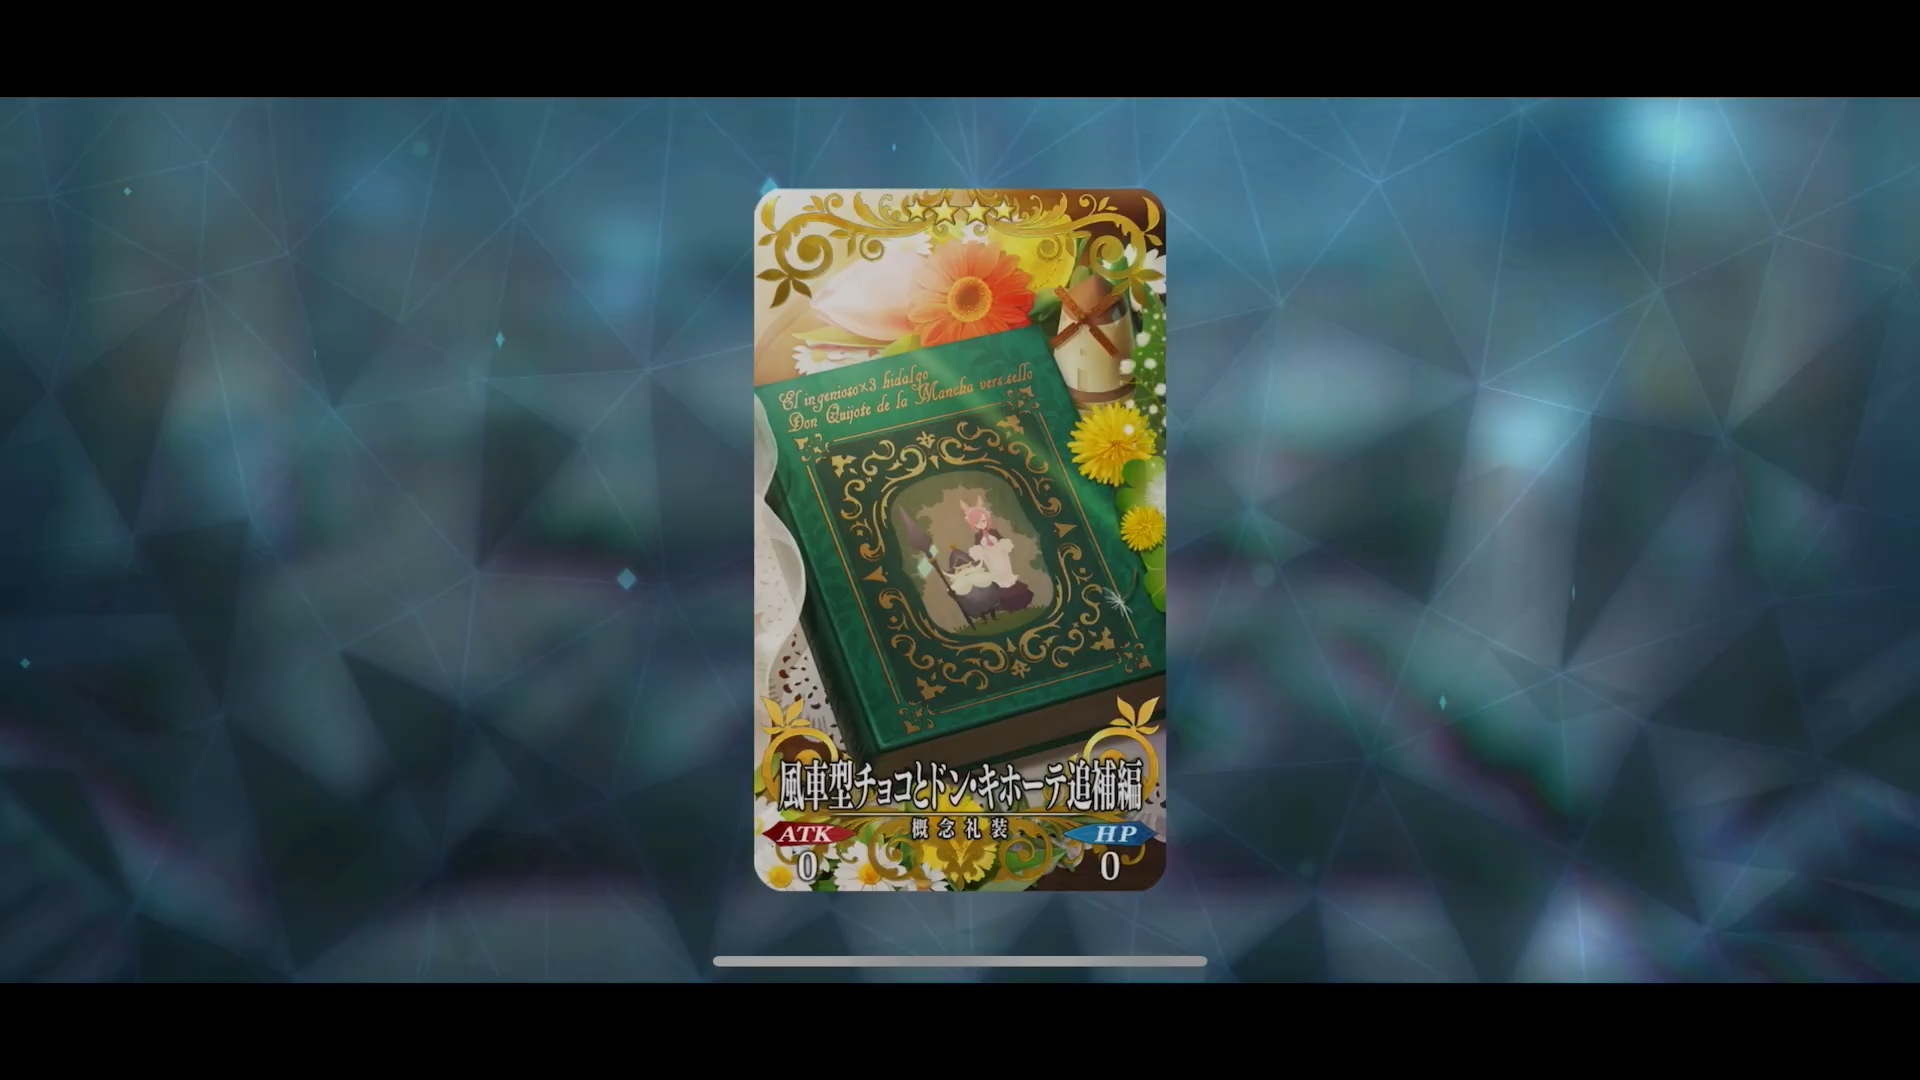 El ingenioso×3 hidalgo
Don Quijote de la Mancha vers.sello
風車型チョコとドン・キホーテ追補編
概念礼装
ATK
HP
0
0